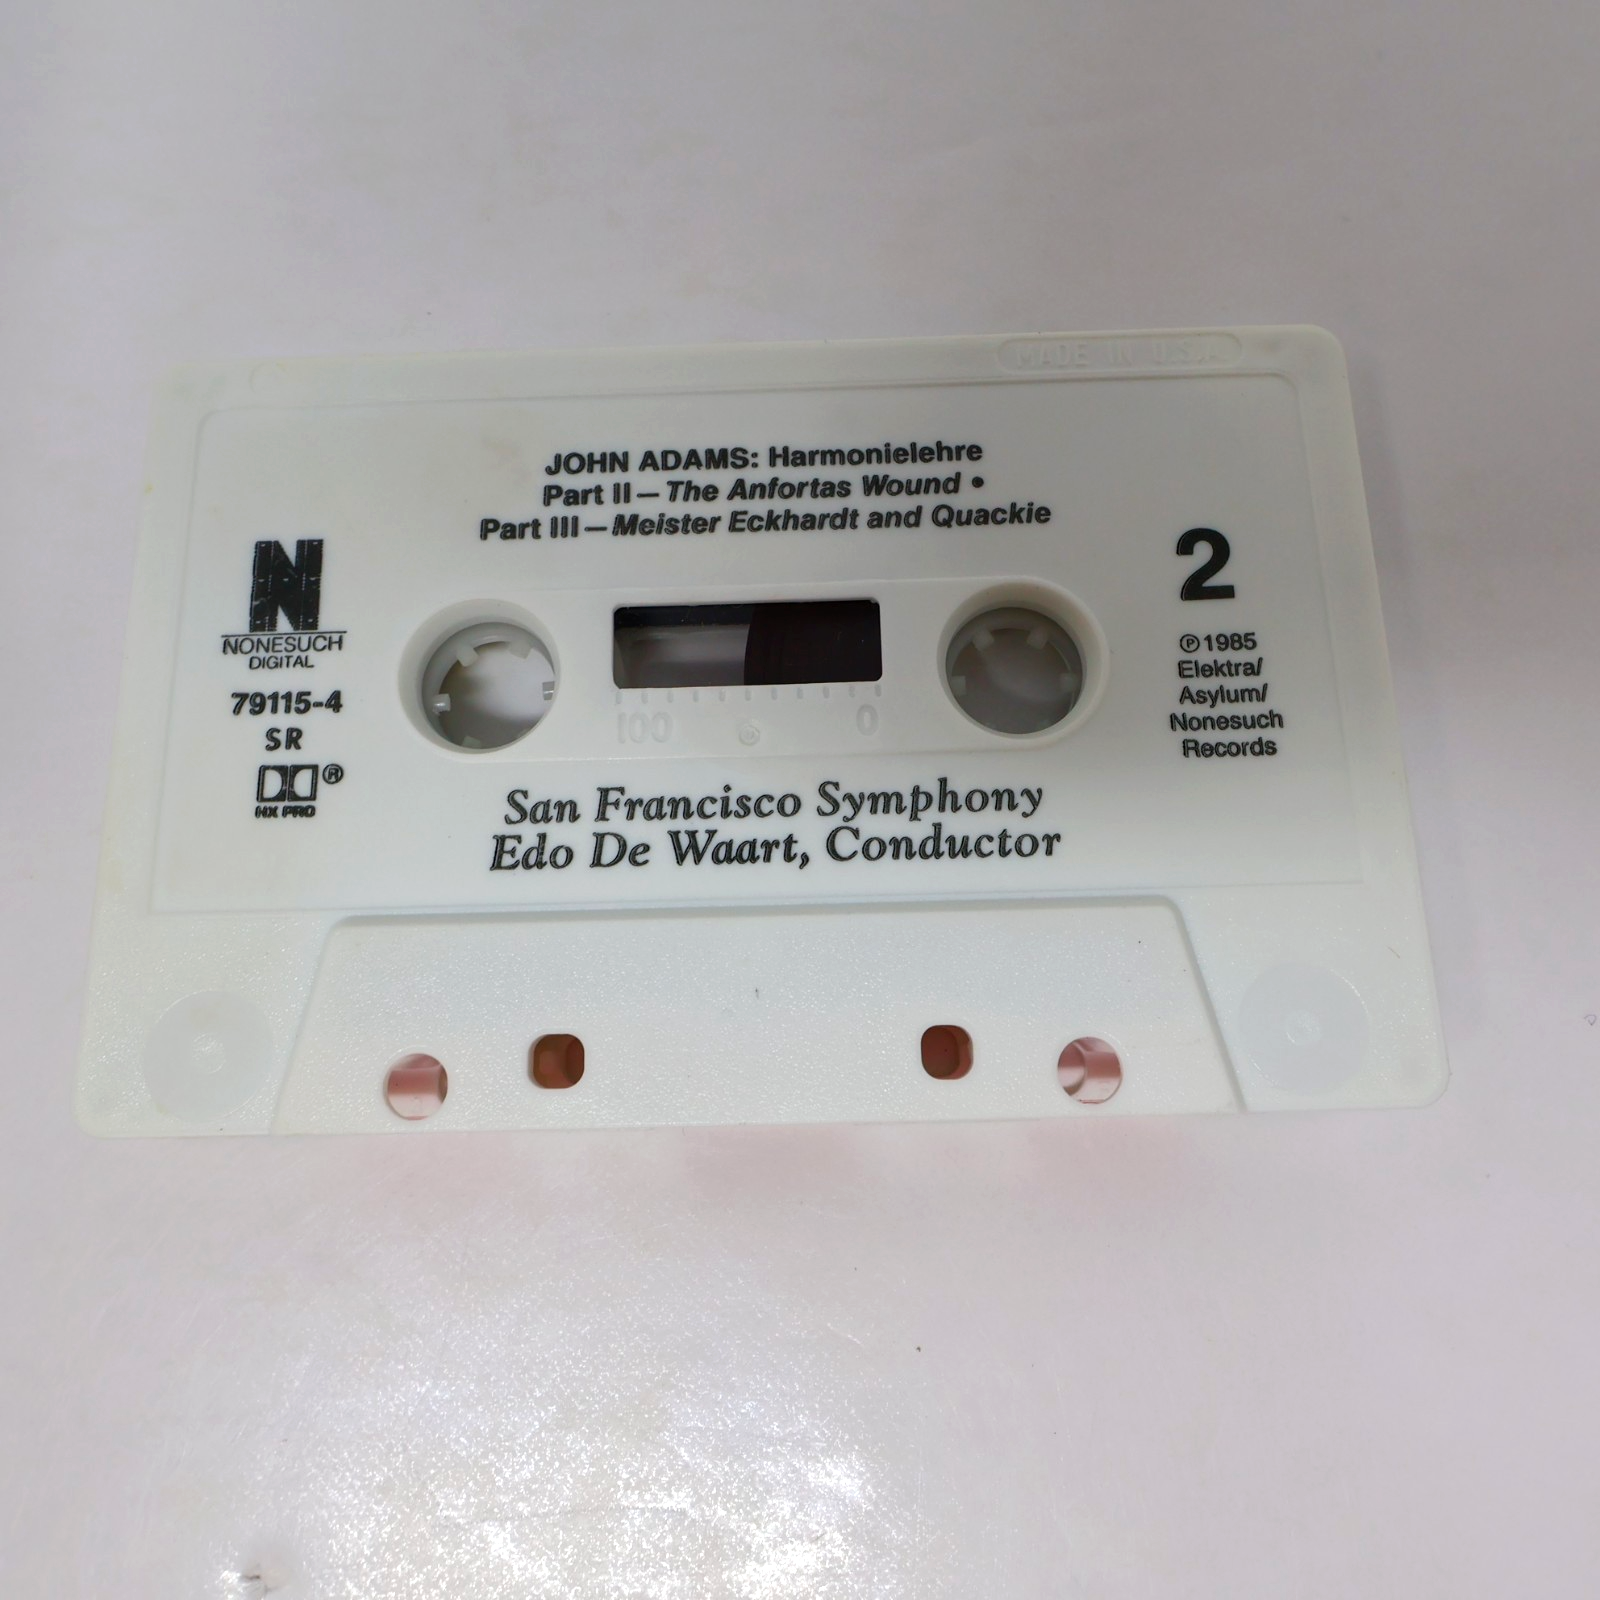 MADE IN U.S.A.
JOHN ADAMS: Harmonielehre
Part II – The Anfortas Wound •
Part III – Meister Eckhardt and Quackie
N
NONESUCH
DIGITAL
79115-4
SR
®
HX PRO
2
℗ 1985
Elektra/
Asylum/
Nonesuch
Records
100 0
San Francisco Symphony
Edo De Waart, Conductor